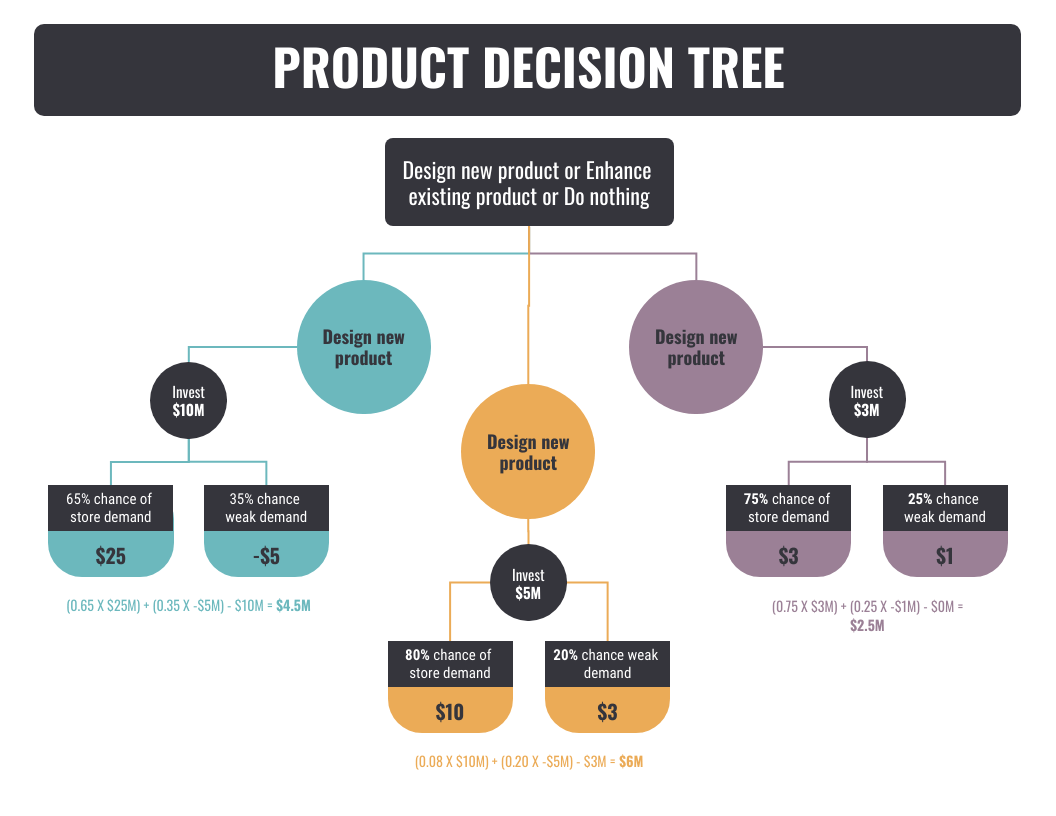 PRODUCT DECISION TREE
Design new product or Enhance
existing product or Do nothing
Design new
product
Design new
product
Invest
$10M
Invest
$3M
Design new
product
65% chance of
store demand
$25
35% chance
weak demand
-$5
75% chance of
store demand
$3
25% chance
weak demand
$1
(0.65 X $25M) + (0.35 X -$5M) - $10M = $4.5M
(0.75 X $3M) + (0.25 X -$1M) - $0M =
$2.5M
Invest
$5M
80% chance of
store demand
$10
20% chance weak
demand
$3
(0.08 X $10M) + (0.20 X -$5M) - $3M = $6M